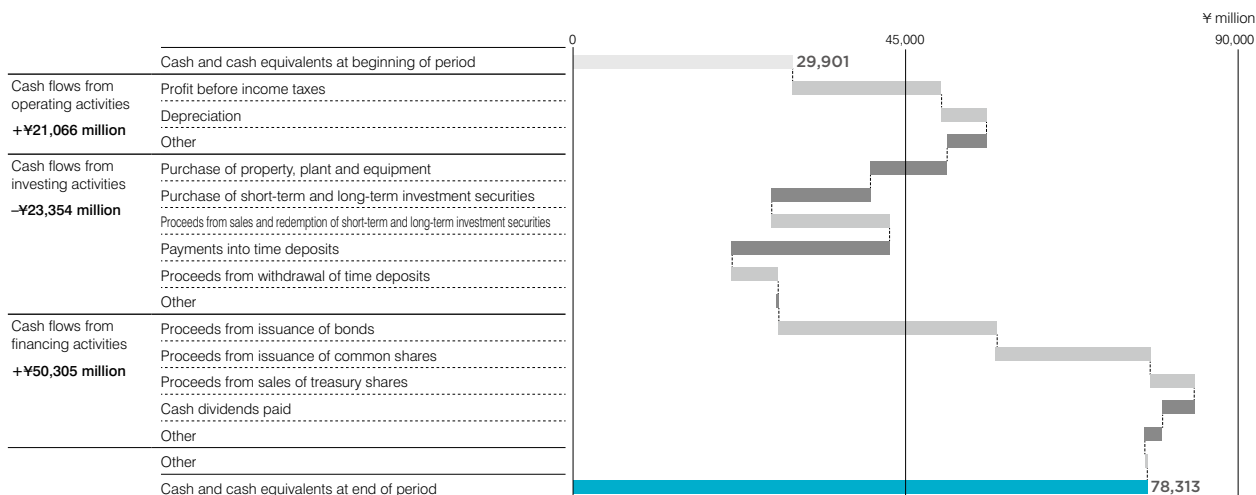 ¥ million
0 45,000 90,000
Cash and cash equivalents at beginning of period 29,901
Cash flows from
operating activities
+¥21,066 million
Profit before income taxes
Depreciation
Other
Cash flows from
investing activities
–¥23,354 million
Purchase of property, plant and equipment
Purchase of short-term and long-term investment securities
Proceeds from sales and redemption of short-term and long-term investment securities
Payments into time deposits
Proceeds from withdrawal of time deposits
Other
Cash flows from
financing activities
+¥50,305 million
Proceeds from issuance of bonds
Proceeds from issuance of common shares
Proceeds from sales of treasury shares
Cash dividends paid
Other
Other
Cash and cash equivalents at end of period 78,313